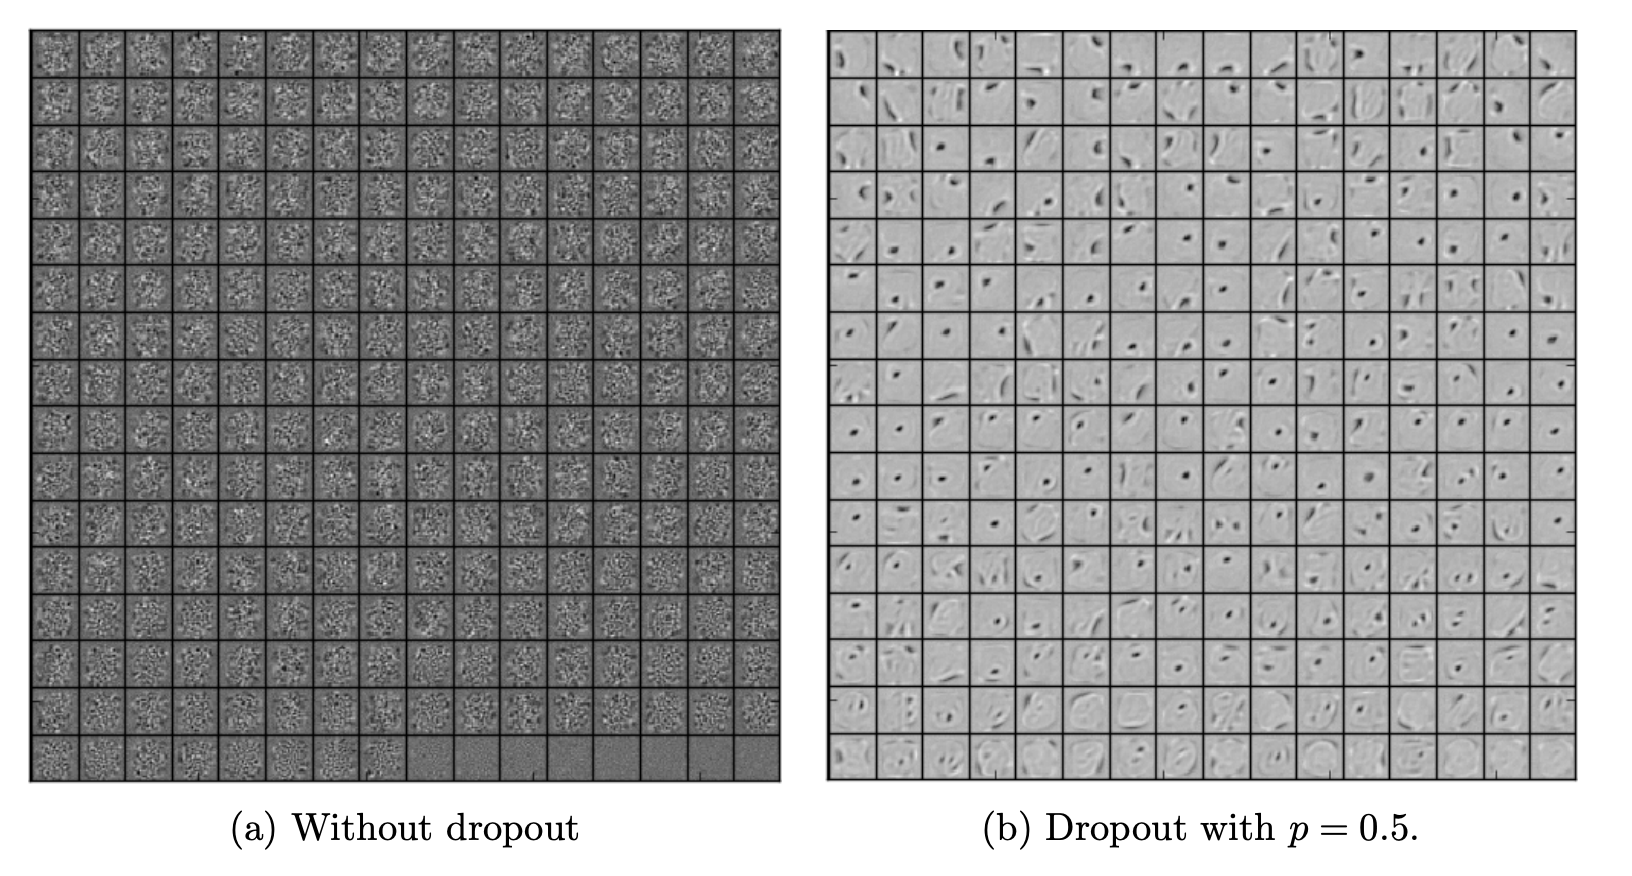 (a) Without dropout
(b) Dropout with p = 0.5.